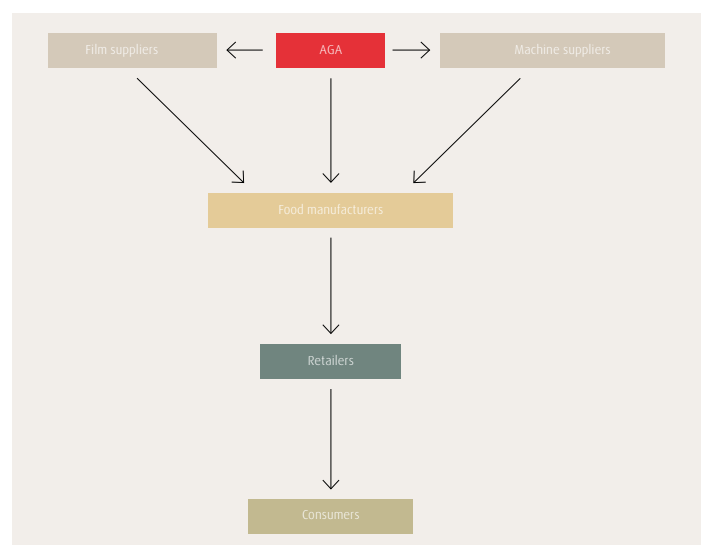 Film suppliers
AGA
Machine suppliers
Food manufacturers
Retailers
Consumers